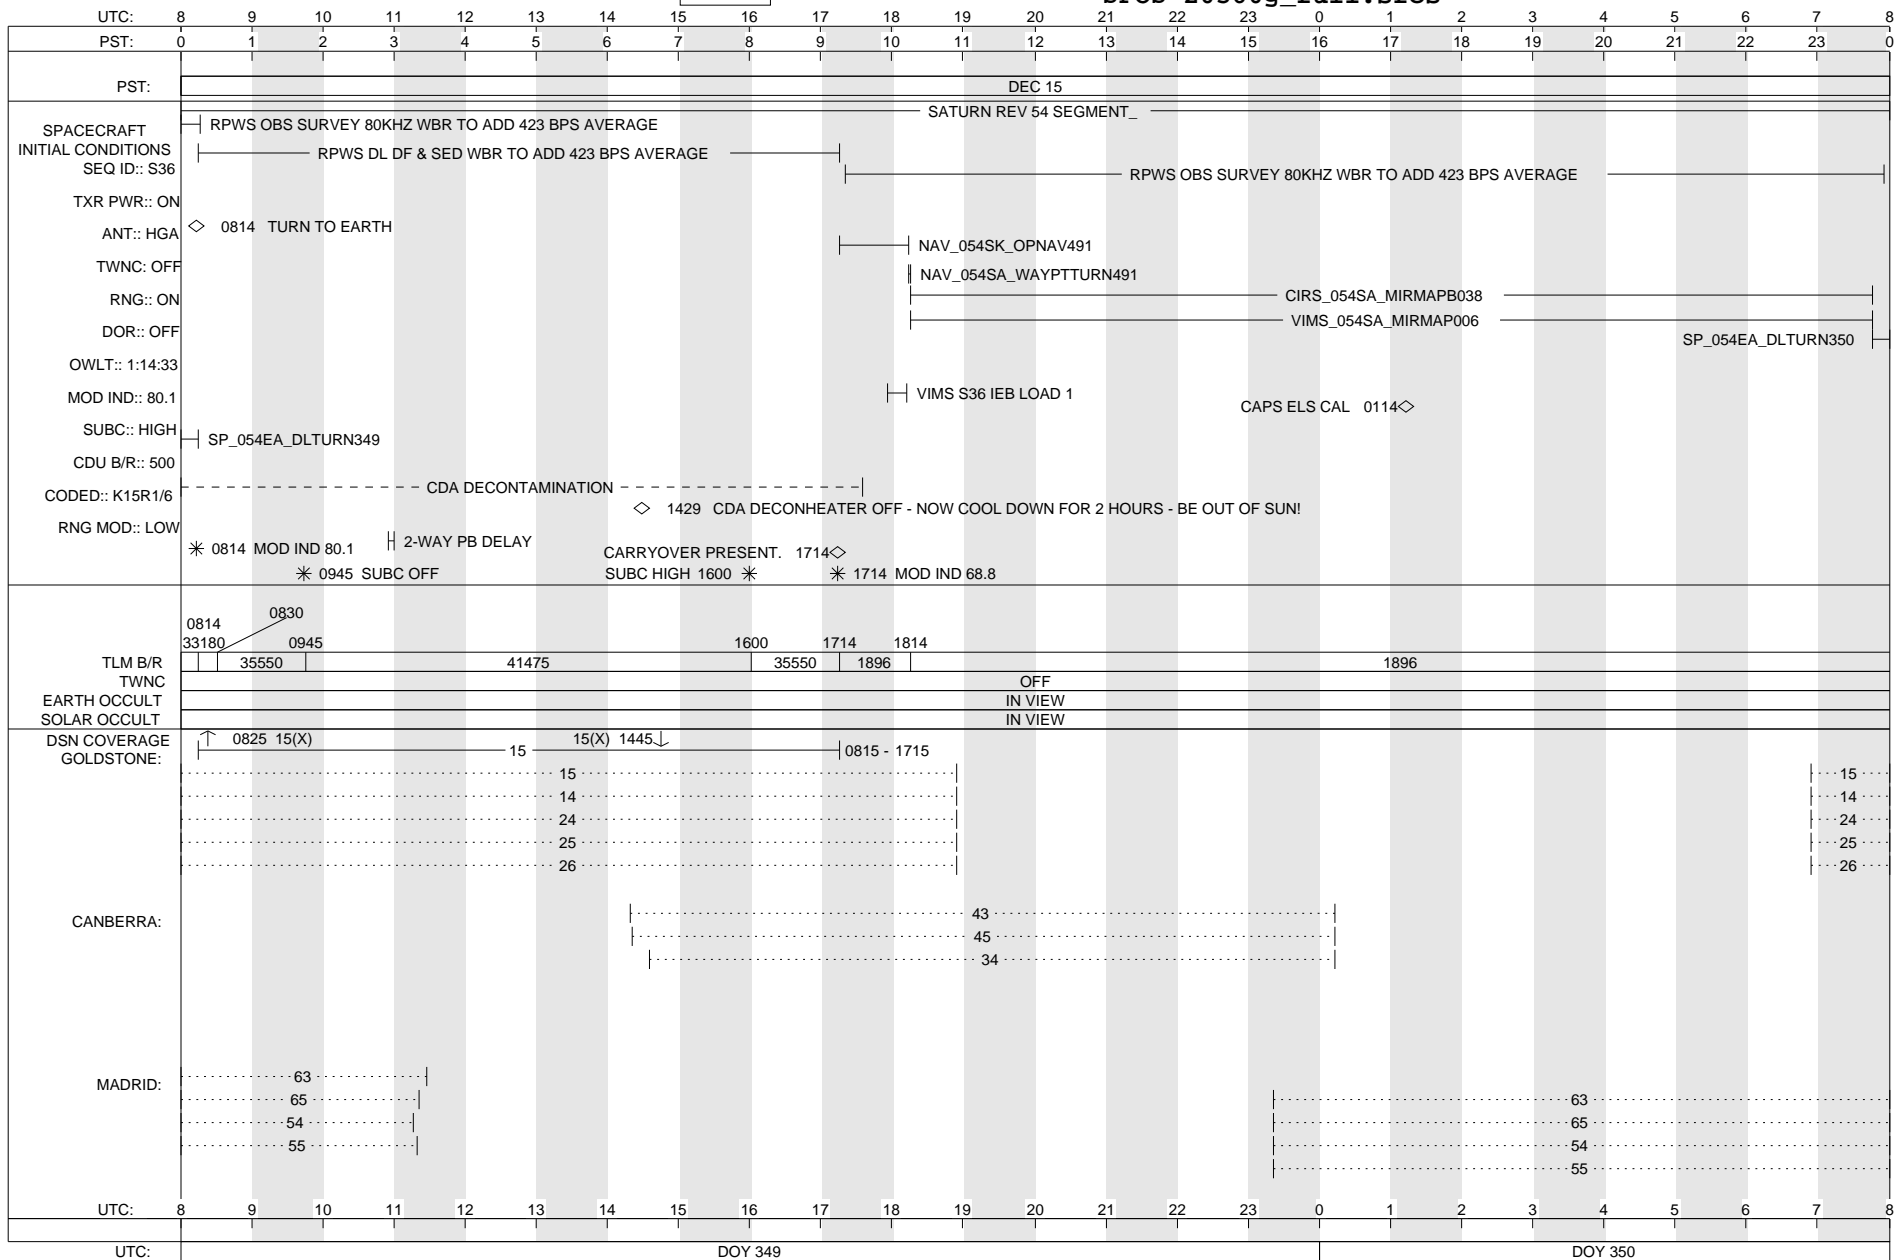 UTC: 8 9 10 11 12 13 14 15 16 17 18 19 20 21 22 23 0 1 2 3 4 5 6 7 8
PST: 0 1 2 3 4 5 6 7 8 9 10 11 12 13 14 15 16 17 18 19 20 21 22 23 0
PST: DEC 15
SATURN REV 54 SEGMENT_
SPACECRAFT
INITIAL CONDITIONS
RPWS OBS SURVEY 80KHZ WBR TO ADD 423 BPS AVERAGE
RPWS DL DF & SED WBR TO ADD 423 BPS AVERAGE
SEQ ID:: S36
RPWS OBS SURVEY 80KHZ WBR TO ADD 423 BPS AVERAGE
TXR PWR:: ON
0814 TURN TO EARTH
ANT:: HGA
NAV_054SK_OPNAV491
TWNC: OFF
NAV_054SA_WAYPTTURN491
RNG:: ON
CIRS_054SA_MIRMAPB038
DOR:: OFF
VIMS_054SA_MIRMAP006
SP_054EA_DLTURN350
OWLT:: 1:14:33
MOD IND:: 80.1
VIMS S36 IEB LOAD 1
CAPS ELS CAL 0114
SUBC:: HIGH
SP_054EA_DLTURN349
CDU B/R:: 500
CODED:: K15R1/6
CDA DECONTAMINATION
1429 CDA DECONHEATER OFF - NOW COOL DOWN FOR 2 HOURS - BE OUT OF SUN!
RNG MOD:: LOW
0814 MOD IND 80.1
2-WAY PB DELAY
CARRYOVER PRESENT. 1714
0945 SUBC OFF
SUBC HIGH 1600
1714 MOD IND 68.8
0830
0814
33180 0945 1600 1714 1814
TLM B/R 35550 41475 35550 1896 1896
TWNC OFF
EARTH OCCULT IN VIEW
SOLAR OCCULT IN VIEW
DSN COVERAGE
0825 15(X) 15(X) 1445
GOLDSTONE: 15 0815 - 1715
15 15
14 14
24 24
25 25
26 26
CANBERRA: 43
45
34
MADRID: 63
65 63
54 65
55 54
55
UTC: 8 9 10 11 12 13 14 15 16 17 18 19 20 21 22 23 0 1 2 3 4 5 6 7 8
UTC: DOY 349 DOY 350